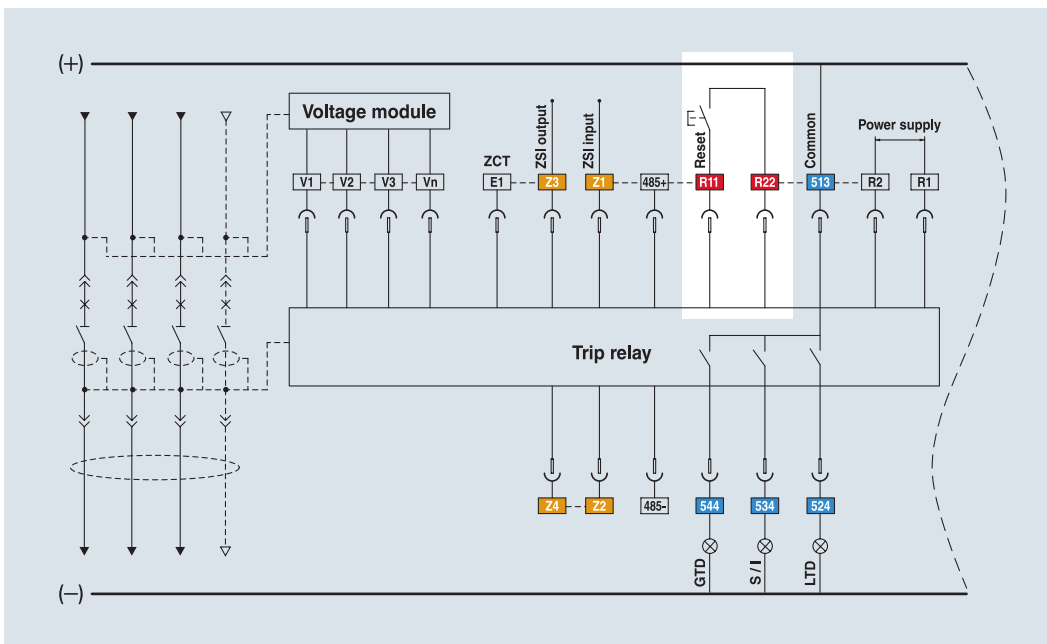 (+)
Voltage module
ZCT
ZSI output
ZSI input
Reset
Common
Power supply
V1
V2
V3
Vn
E1
Z3
Z1
485+
R11
R22
513
R2
R1
Trip relay
Z4
Z2
485-
544
534
524
GTD
S / I
LTD
(−)